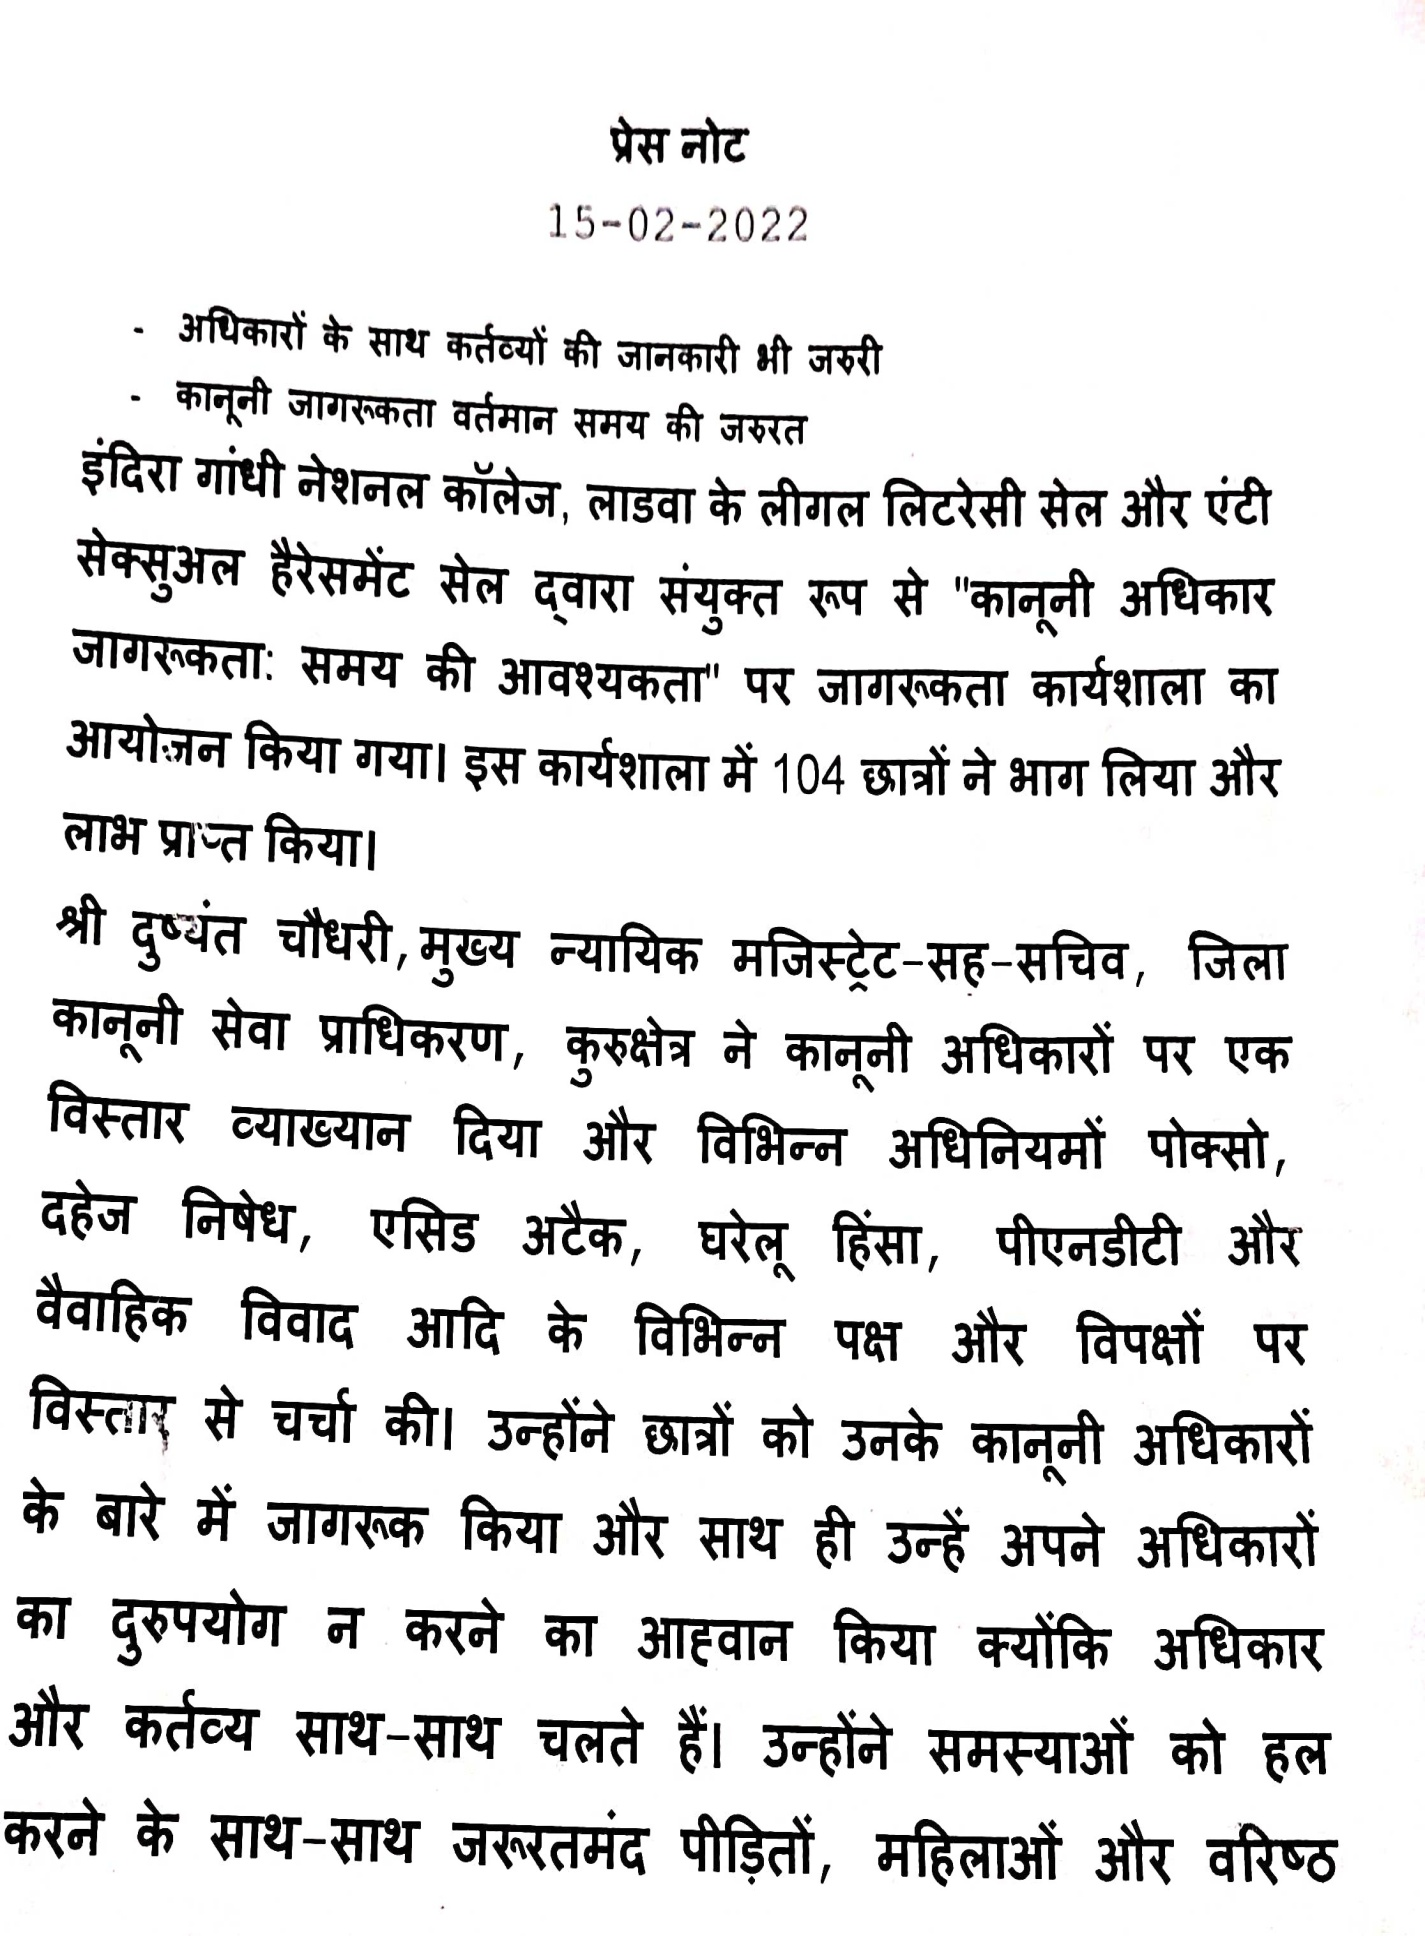 प्रेस नोट
15-02-2022
- अधिकारों के साथ कर्तव्यों की जानकारी भी जरुरी
- कानूनी जागरूकता वर्तमान समय की जरुरत
इंदिरा गांधी नेशनल कॉलेज, लाडवा के लीगल लिटरेसी सेल और एंटी
सेक्सुअल हैरेसमेंट सेल द्वारा संयुक्त रूप से "कानूनी अधिकार
जागरूकता: समय की आवश्यकता" पर जागरूकता कार्यशाला का
आयोजन किया गया। इस कार्यशाला में 104 छात्रों ने भाग लिया और
लाभ प्राप्त किया।
श्री दुष्यंत चौधरी, मुख्य न्यायिक मजिस्ट्रेट-सह-सचिव, जिला
कानूनी सेवा प्राधिकरण, कुरुक्षेत्र ने कानूनी अधिकारों पर एक
विस्तार व्याख्यान दिया और विभिन्न अधिनियमों पोक्सो,
दहेज निषेध, एसिड अटैक, घरेलू हिंसा, पीएनडीटी और
वैवाहिक विवाद आदि के विभिन्न पक्ष और विपक्षों पर
विस्तार से चर्चा की। उन्होंने छात्रों को उनके कानूनी अधिकारों
के बारे में जागरूक किया और साथ ही उन्हें अपने अधिकारों
का दुरुपयोग न करने का आह्वान किया क्योंकि अधिकार
और कर्तव्य साथ-साथ चलते हैं। उन्होंने समस्याओं को हल
करने के साथ-साथ जरूरतमंद पीड़ितों, महिलाओं और वरिष्ठ